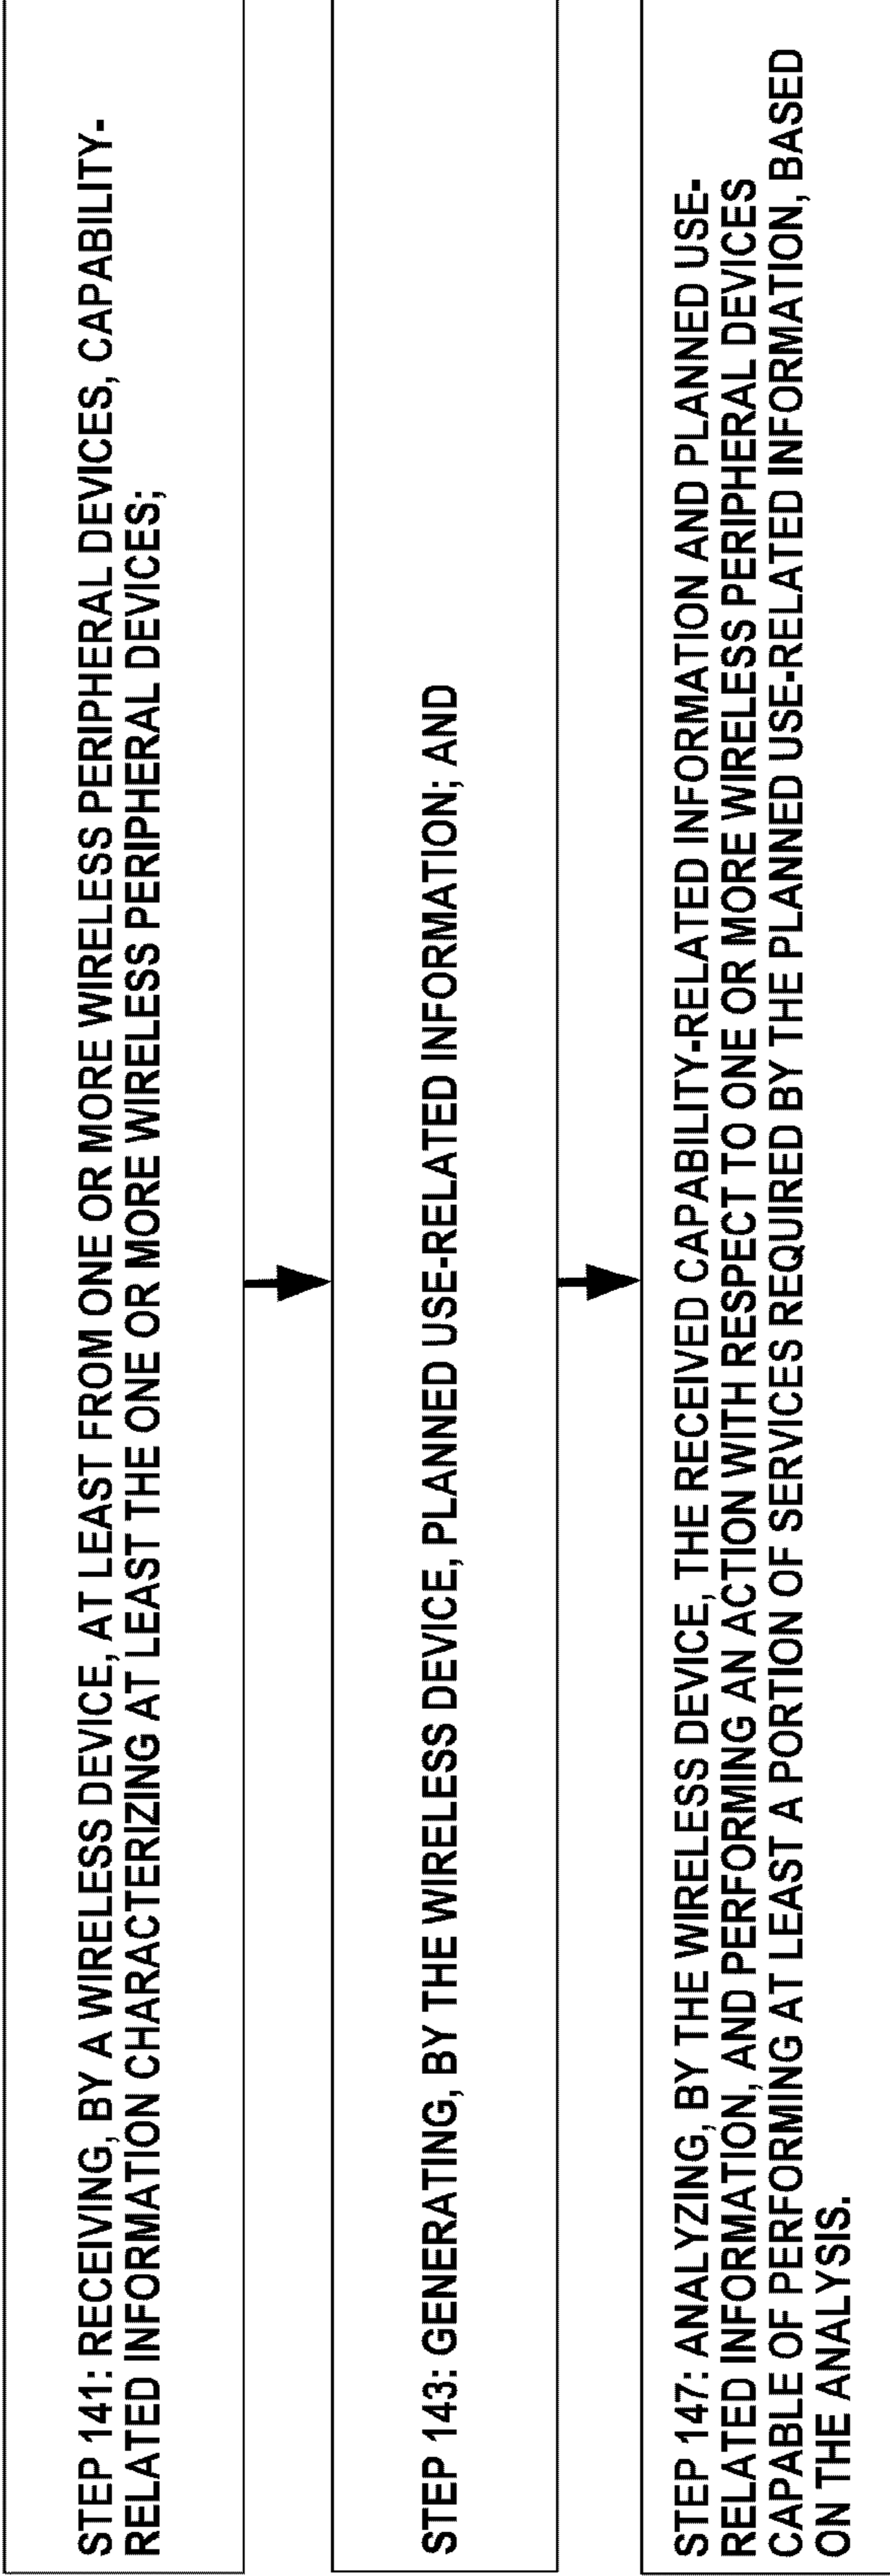 STEP 141: RECEIVING, BY A WIRELESS DEVICE, AT LEAST FROM ONE OR MORE WIRELESS PERIPHERAL DEVICES, CAPABILITY-
RELATED INFORMATION CHARACTERIZING AT LEAST THE ONE OR MORE WIRELESS PERIPHERAL DEVICES;
STEP 143: GENERATING, BY THE WIRELESS DEVICE, PLANNED USE-RELATED INFORMATION; AND
STEP 147: ANALYZING, BY THE WIRELESS DEVICE, THE RECEIVED CAPABILITY-RELATED INFORMATION AND PLANNED USE-
RELATED INFORMATION, AND PERFORMING AN ACTION WITH RESPECT TO ONE OR MORE WIRELESS PERIPHERAL DEVICES
CAPABLE OF PERFORMING AT LEAST A PORTION OF SERVICES REQUIRED BY THE PLANNED USE-RELATED INFORMATION, BASED
ON THE ANALYSIS.